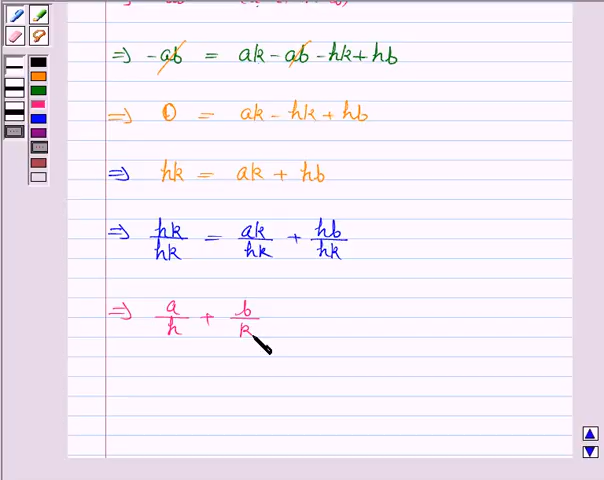 ⇒ -ab = ak - ab - hk + hb
⇒ 0 = ak - hk + hb
⇒ hk = ak + hb
⇒ hk/hk = ak/hk + hb/hk
⇒ a/h + b/k